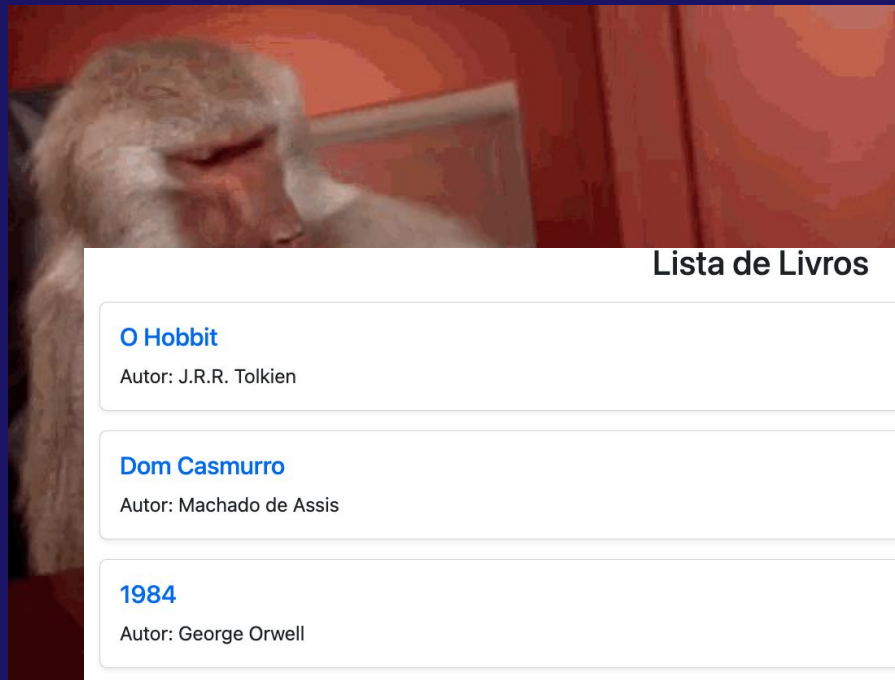 Lista de Livros
O Hobbit
Autor: J.R.R. Tolkien
Dom Casmurro
Autor: Machado de Assis
1984
Autor: George Orwell